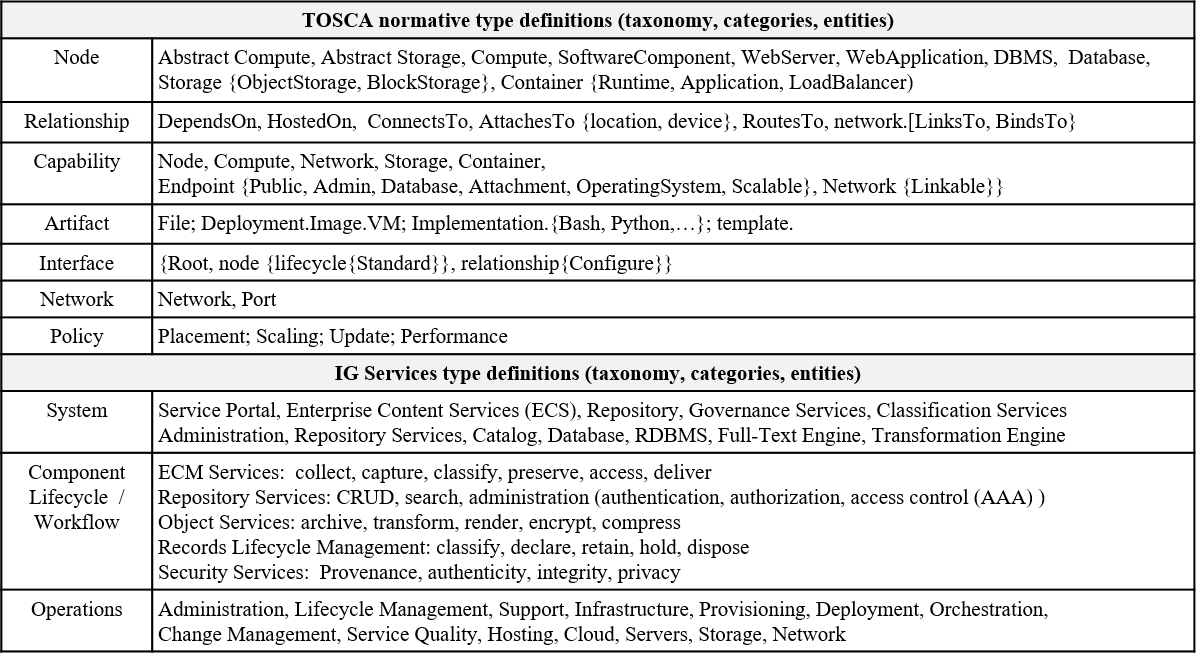 TOSCA normative type definitions (taxonomy, categories, entities)
Node
Abstract Compute, Abstract Storage, Compute, SoftwareComponent, WebServer, WebApplication, DBMS,  Database,
Storage {ObjectStorage, BlockStorage}, Container {Runtime, Application, LoadBalancer)
Relationship
DependsOn, HostedOn,  ConnectsTo, AttachesTo {location, device}, RoutesTo, network.[LinksTo, BindsTo}
Capability
Node, Compute, Network, Storage, Container,
Endpoint {Public, Admin, Database, Attachment, OperatingSystem, Scalable}, Network {Linkable}}
Artifact
File; Deployment.Image.VM; Implementation.{Bash, Python,…}; template.
Interface
{Root, node {lifecycle{Standard}}, relationship{Configure}}
Network
Network, Port
Policy
Placement; Scaling; Update; Performance
IG Services type definitions (taxonomy, categories, entities)
System
Service Portal, Enterprise Content Services (ECS), Repository, Governance Services, Classification Services
Administration, Repository Services, Catalog, Database, RDBMS, Full-Text Engine, Transformation Engine
Component
Lifecycle  /
Workflow
ECM Services:  collect, capture, classify, preserve, access, deliver
Repository Services: CRUD, search, administration (authentication, authorization, access control (AAA) )
Object Services: archive, transform, render, encrypt, compress
Records Lifecycle Management: classify, declare, retain, hold, dispose
Security Services:  Provenance, authenticity, integrity, privacy
Operations
Administration, Lifecycle Management, Support, Infrastructure, Provisioning, Deployment, Orchestration,
Change Management, Service Quality, Hosting, Cloud, Servers, Storage, Network